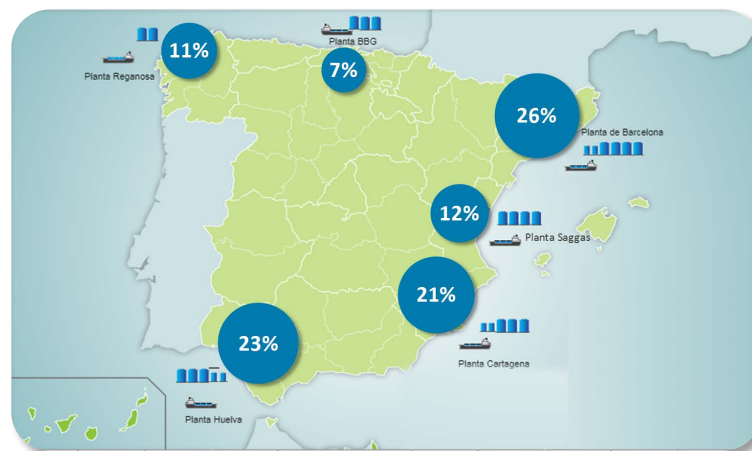 Planta BBG
11%
Planta Reganosa
7%
26%
Planta de Barcelona
12%
Planta Saggas
21%
23%
Planta Cartagena
Planta Huelva